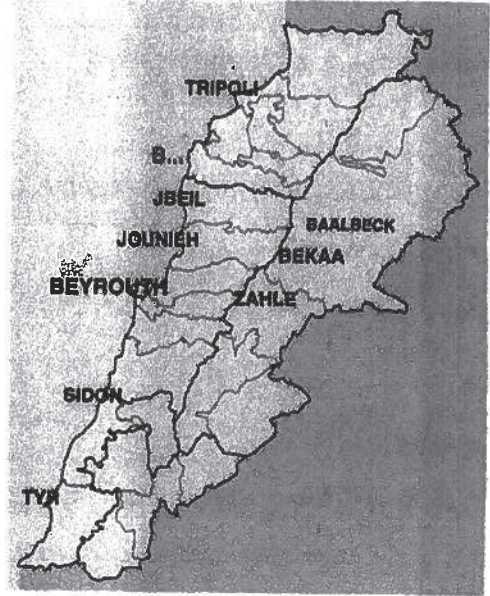 TRIPOLI
B...
JBEIL
BAALBECK
JOUNIEH
BEKAA
BEYROUTH
ZAHLE
SIDON
TYR